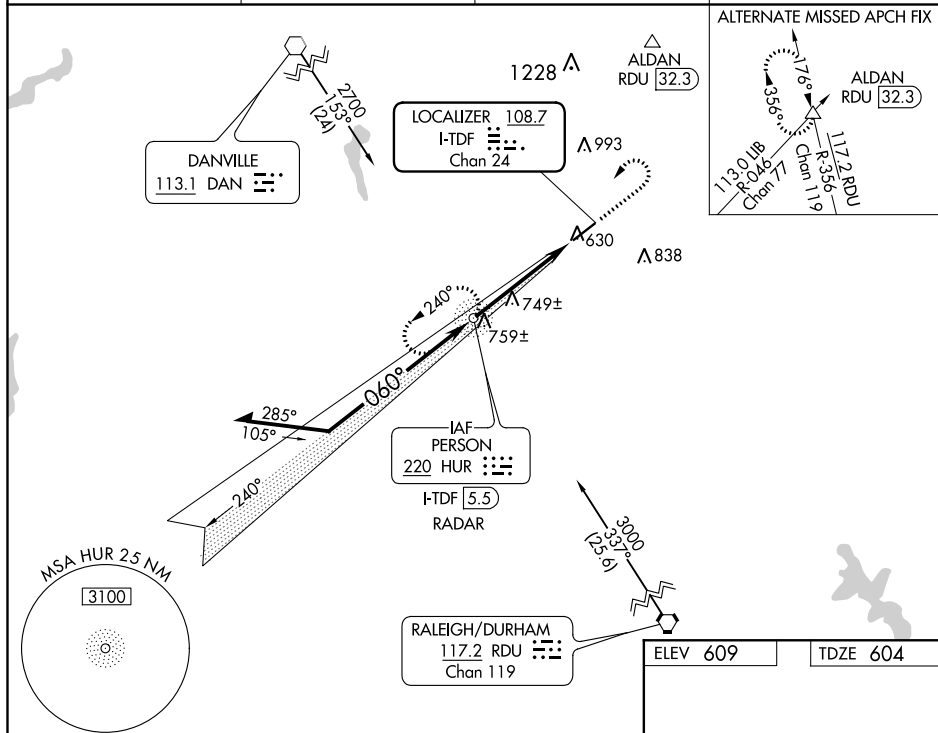 ALTERNATE MISSED APCH FIX
176°
356°
ALDAN
RDU 32.3
113.0 LIB
R-046
Chan 77
117.2 RDU
R-356
Chan 119
1228
ALDAN
RDU 32.3
2700
153°
(24)
LOCALIZER 108.7
I-TDF
Chan 24
993
DANVILLE
113.1 DAN
630
838
240°
749±
759±
060°
285°
105°
IAF
PERSON
220 HUR
I-TDF 5.5
RADAR
240°
3000
337°
(25.6)
MSA HUR 25 NM
3100
RALEIGH/DURHAM
117.2 RDU
Chan 119
ELEV 609
TDZE 604